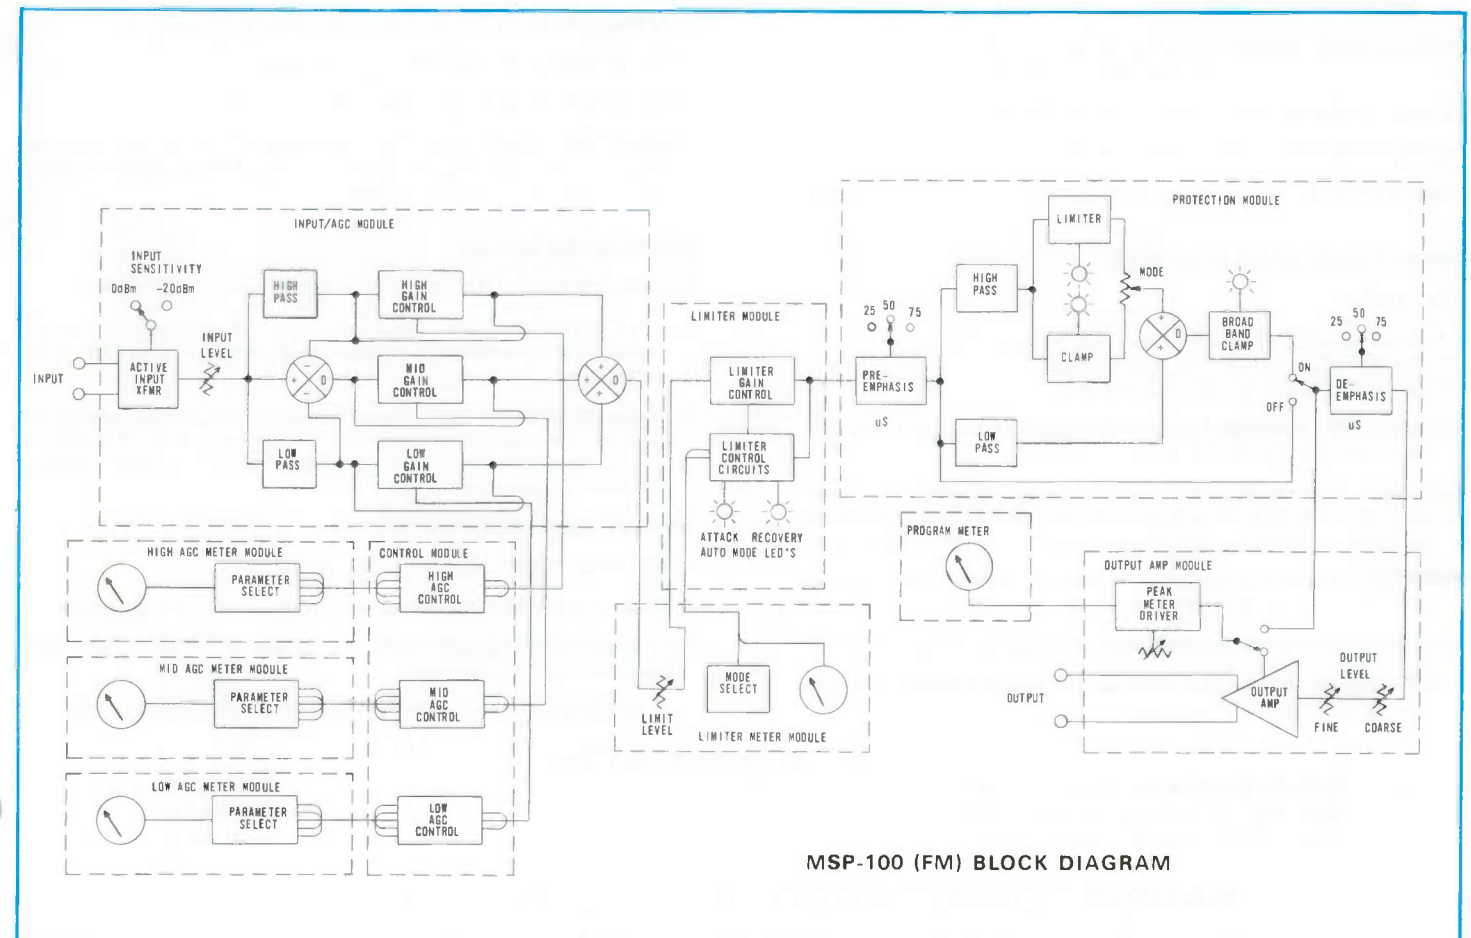 INPUT/AGC MODULE
INPUT
SENSITIVITY
0dBm -20dBm
INPUT
LEVEL
INPUT
ACTIVE
INPUT
XFMR
HIGH
PASS
HIGH
GAIN
CONTROL
-
+
Σ
-
MID
GAIN
CONTROL
+
+
Σ
+
LOW
PASS
LOW
GAIN
CONTROL
HIGH AGC METER MODULE
PARAMETER
SELECT
CONTROL MODULE
HIGH
AGC
CONTROL
MID AGC METER MODULE
PARAMETER
SELECT
MID
AGC
CONTROL
LOW AGC METER MODULE
PARAMETER
SELECT
LOW
AGC
CONTROL
LIMITER MODULE
LIMITER
GAIN
CONTROL
LIMITER
CONTROL
CIRCUITS
ATTACK RECOVERY
AUTO MODE LED'S
LIMIT
LEVEL
MODE
SELECT
LIMITER METER MODULE
PROTECTION MODULE
25 50 75
PRE-
EMPHASIS
uS
HIGH
PASS
LIMITER
CLAMP
MODE
+
Σ
+
LOW
PASS
BROAD
BAND
CLAMP
ON
OFF
25 50 75
DE-
EMPHASIS
uS
PROGRAM METER
OUTPUT AMP MODULE
PEAK
METER
DRIVER
OUTPUT
OUTPUT
AMP
OUTPUT
LEVEL
FINE COARSE
MSP-100 (FM) BLOCK DIAGRAM